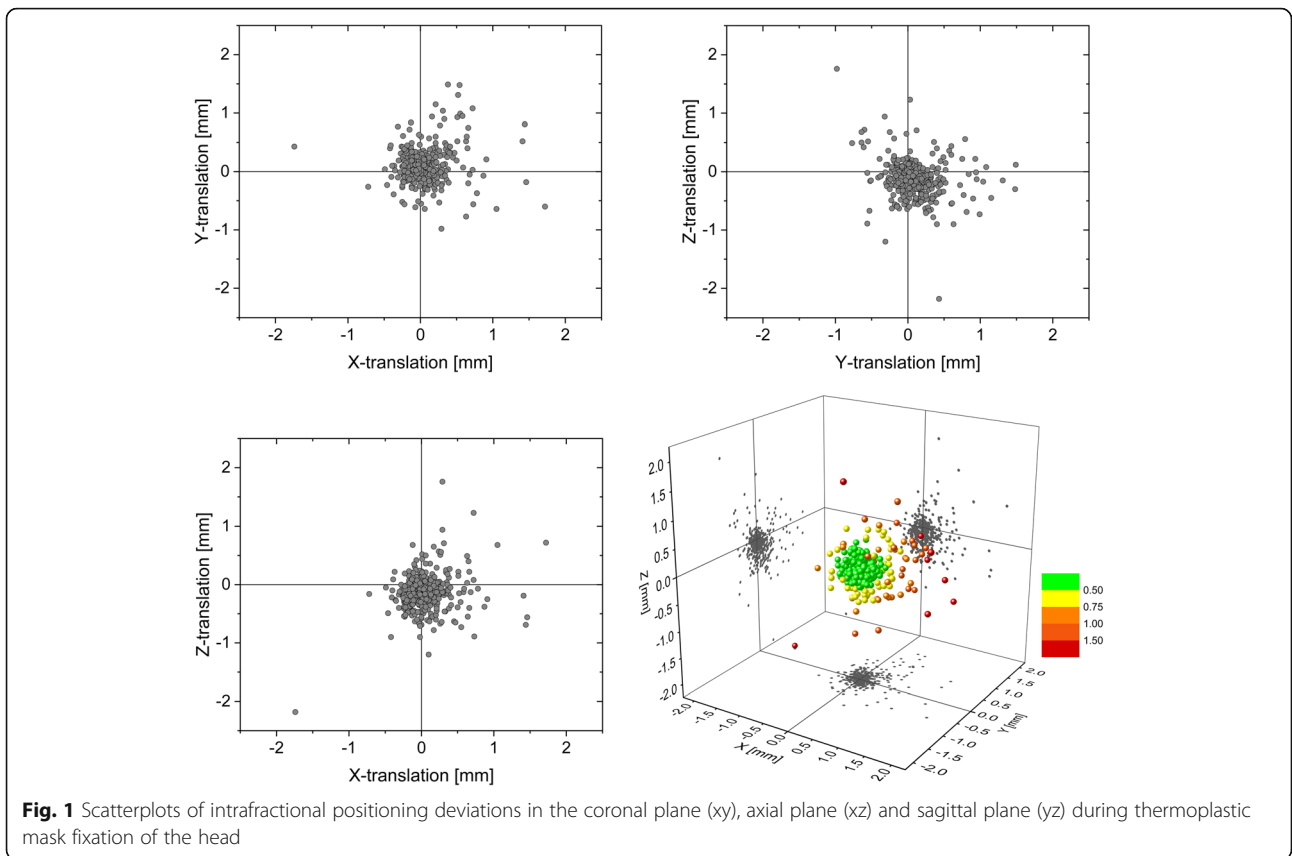 2
1
0
-1
-2
Y-translation [mm]
-2 -1 0 1 2
X-translation [mm]
2
1
0
-1
-2
Z-translation [mm]
-2 -1 0 1 2
Y-translation [mm]
2
1
0
-1
-2
Z-translation [mm]
-2 -1 0 1 2
X-translation [mm]
2.0
1.5
1.0
0.5
0.0
-0.5
-1.0
-1.5
-2.0
Z [mm]
-2.0 -1.5 -1.0 -0.5 0.0 0.5 1.0 1.5 2.0
X [mm]
2.0
1.5
1.0
0.5
0.0
-0.5
-1.0
-1.5
-2.0
Y [mm]
0.50
0.75
1.00
1.50
Fig. 1 Scatterplots of intrafractional positioning deviations in the coronal plane (xy), axial plane (xz) and sagittal plane (yz) during thermoplastic
mask fixation of the head